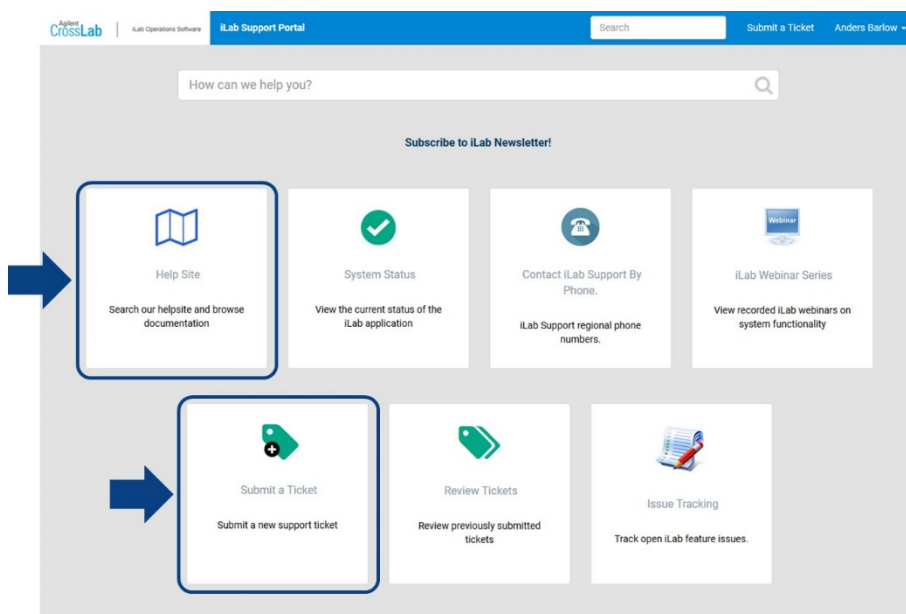 Agilent
CrossLab
iLab Operations Software
iLab Support Portal
Search
Submit a Ticket
Anders Barlow
How can we help you?
Subscribe to iLab Newsletter!
Help Site
Search our helpsite and browse
documentation
System Status
View the current status of the
iLab application
Contact iLab Support By
Phone.
iLab Support regional phone
numbers.
Webinar
iLab Webinar Series
View recorded iLab webinars on
system functionality
Submit a Ticket
Submit a new support ticket
Review Tickets
Review previously submitted
tickets
Issue Tracking
Track open iLab feature issues.